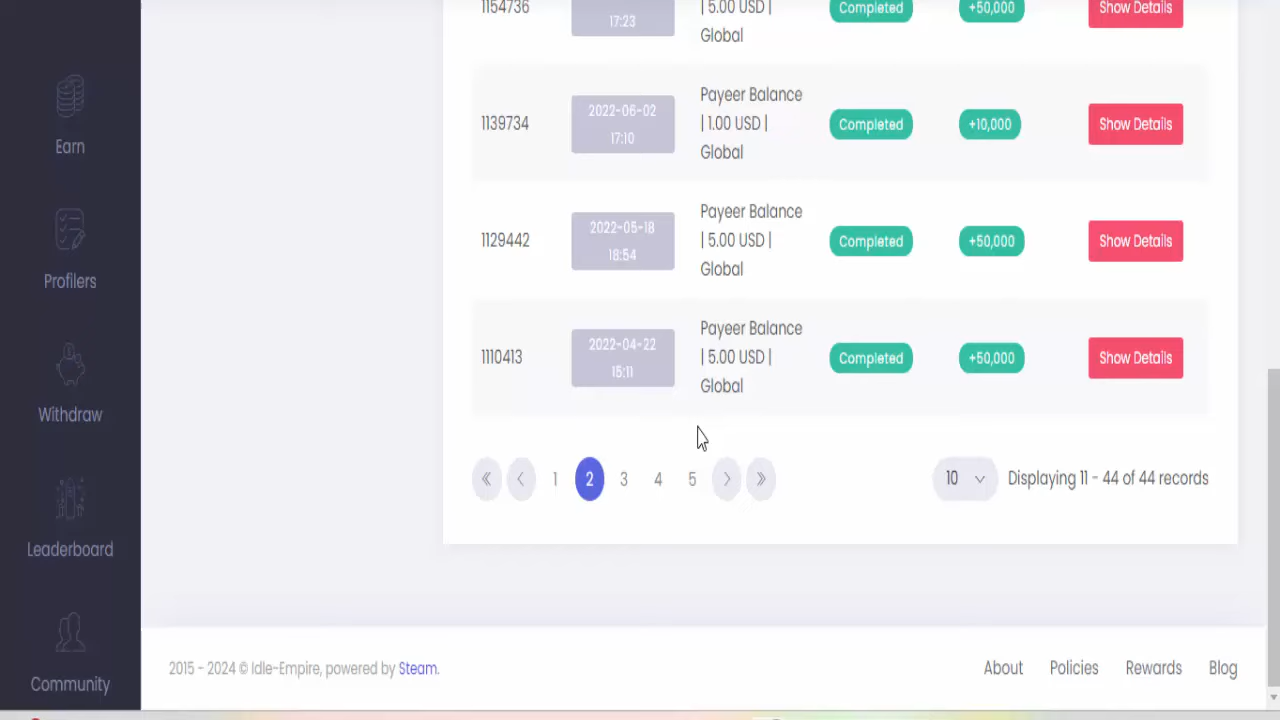 1154736
17:23
| 5.00 USD |
Global
Completed
+50,000
Show Details
Earn
1139734
2022-06-02
17:10
Payeer Balance
| 1.00 USD |
Global
Completed
+10,000
Show Details
Profilers
1129442
2022-05-18
18:54
Payeer Balance
| 5.00 USD |
Global
Completed
+50,000
Show Details
Withdraw
1110413
2022-04-22
15:11
Payeer Balance
| 5.00 USD |
Global
Completed
+50,000
Show Details
Leaderboard
« ‹ 1 2 3 4 5 › »
10
Displaying 11 - 44 of 44 records
Community
2015 - 2024 © Idle-Empire, powered by Steam.
About Policies Rewards Blog